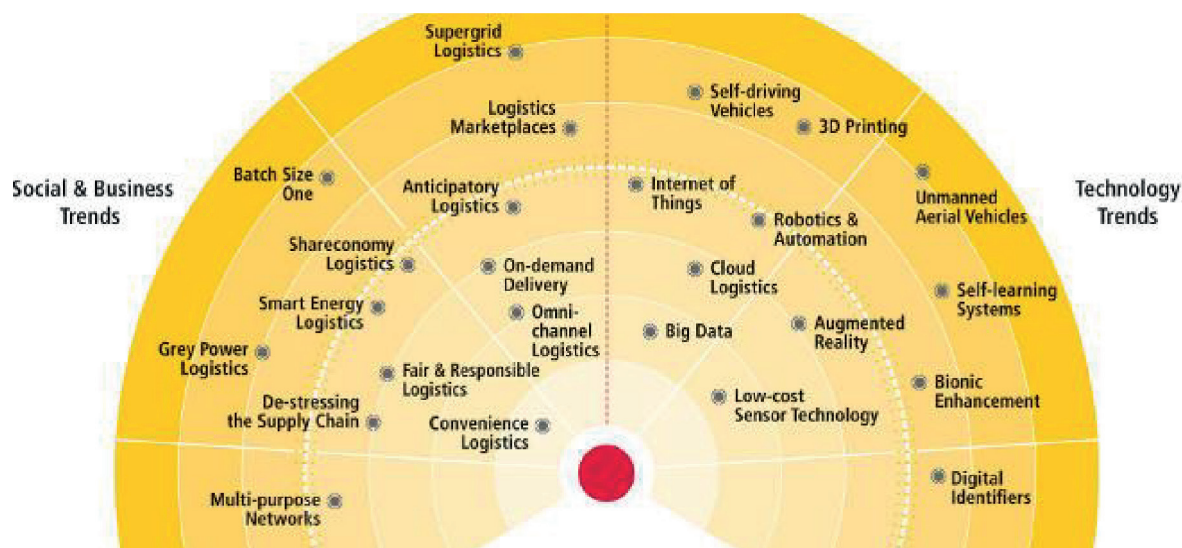 Supergrid
Logistics
Self-driving
Vehicles
Logistics
Marketplaces
3D Printing
Batch Size
One
Social & Business
Trends
Anticipatory
Logistics
Internet of
Things
Unmanned
Aerial Vehicles
Technology
Trends
Robotics &
Automation
Shareconomy
Logistics
On-demand
Delivery
Cloud
Logistics
Self-learning
Systems
Smart Energy
Logistics
Omni-
channel
Logistics
Big Data
Augmented
Reality
Grey Power
Logistics
Fair & Responsible
Logistics
Bionic
Enhancement
De-stressing
the Supply Chain
Low-cost
Sensor Technology
Convenience
Logistics
Multi-purpose
Networks
Digital
Identifiers